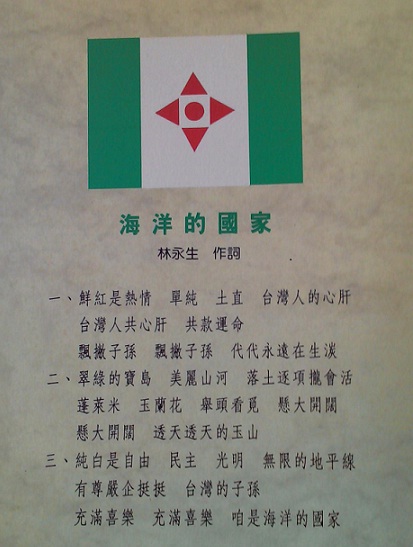 海洋的國家
林永生 作詞
一、鮮紅是熱情 單純 土直 台灣人的心肝
台灣人共心肝 共款運命
飄撇子孫 飄撇子孫 代代永遠在生湠
二、翠綠的寶島 美麗山河 落土逐項攏會活
蓬萊米 玉蘭花 舉頭看覓 懸大開闊
懸大開闊 透天透天的玉山
三、純白是自由 民主 光明 無限的地平線
有尊嚴企挺挺 台灣的子孫
充滿喜樂 充滿喜樂 咱是海洋的國家